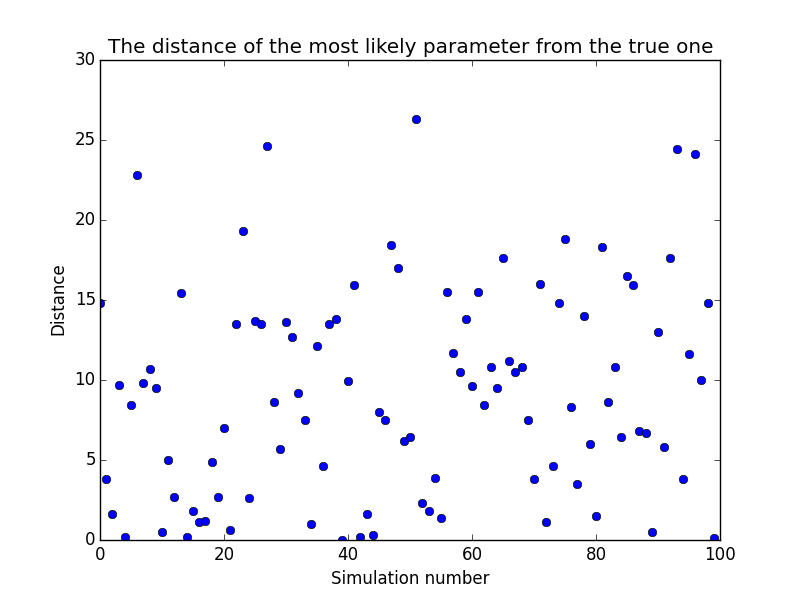 The distance of the most likely parameter from the true one
30
25
20
15
10
5
0
Distance
0 20 40 60 80 100
Simulation number